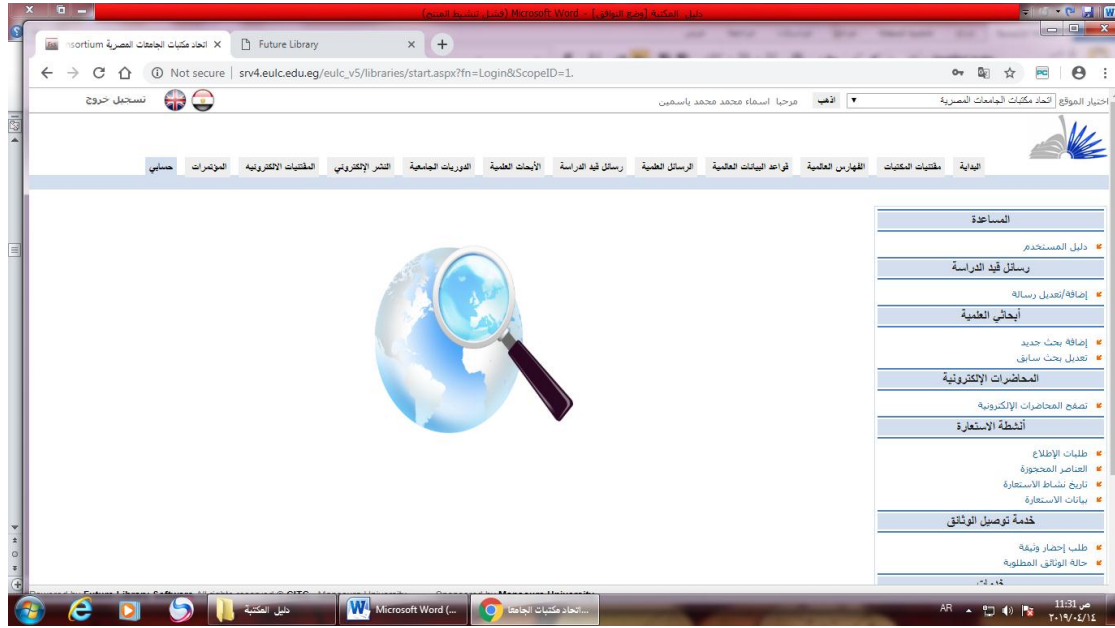 دليل المكتبة [وضع التوافق] - Microsoft Word (فشل تنشيط المنتج)
اتحاد مكتبات الجامعات المصرية nsortium
Future Library
Not secure | srv4.eulc.edu.eg/eulc_v5/libraries/start.aspx?fn=Login&ScopeID=1.
اختيار الموقع اتحاد مكتبات الجامعات المصرية اذهب مرحبا اسماء محمد محمد ياسمين تسجيل خروج
البداية مقتنيات المكتبات الفهارس العالمية قواعد البيانات العالمية الرسائل العلمية رسائل قيد الدراسة الأبحاث العلمية الدوريات الجامعية النشر الإلكتروني المقتنيات الالكترونيه المؤتمرات حسابي
المساعدة
دليل المستخدم
رسائل قيد الدراسة
إضافة/تعديل رسالة
أبحاثي العلمية
إضافة بحث جديد
تعديل بحث سابق
المحاضرات الإلكترونية
تصفح المحاضرات الإلكترونية
أنشطة الاستعارة
طلبات الإطلاع
العناصر المحجوزة
تاريخ نشاط الاستعارة
بيانات الاستعارة
خدمة توصيل الوثائق
طلب إحضار وثيقة
حالة الوثائق المطلوبة
دليل المكتبة
Microsoft Word (...
اتحاد مكتبات الجامعا...
AR
11:31 ص
٢٠١٩/٠٤/١٤